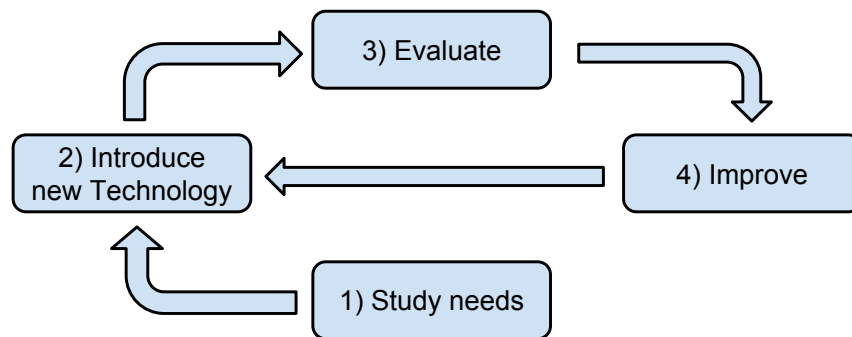 3) Evaluate
2) Introduce
new Technology
4) Improve
1) Study needs